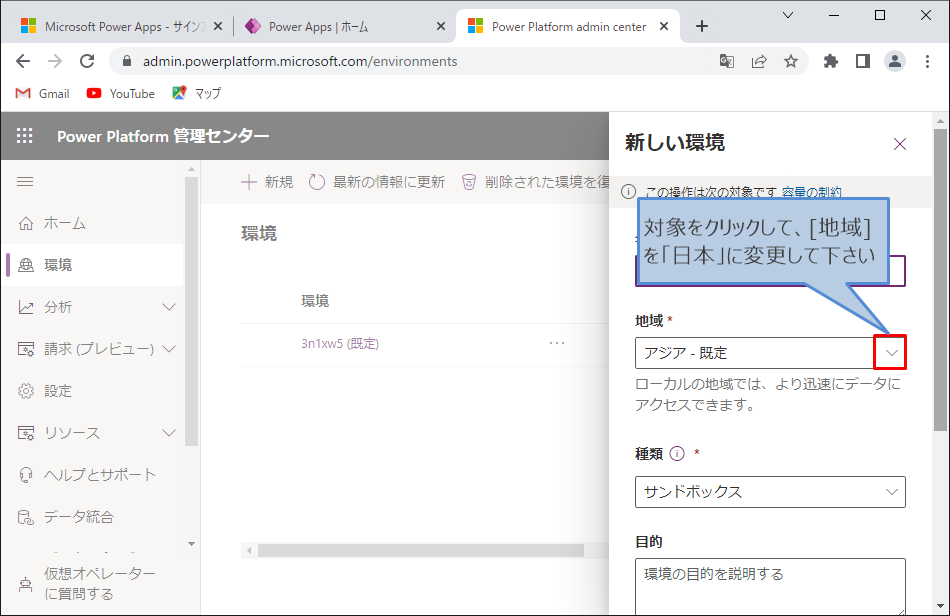 Microsoft Power Apps - サインア
Power Apps | ホーム
Power Platform admin center
admin.powerplatform.microsoft.com/environments
Gmail
YouTube
マップ
Power Platform 管理センター
ホーム
環境
分析
請求 (プレビュー)
設定
リソース
ヘルプとサポート
データ統合
仮想オペレーター
に質問する
新規
最新の情報に更新
削除された環境を復
環境
環境
3n1xw5 (既定)
新しい環境
この操作は次の対象です 容量の制約
対象をクリックして、[地域]
を「日本」に変更して下さい
地域 *
アジア - 既定
ローカルの地域では、より迅速にデータに
アクセスできます。
種類 *
サンドボックス
目的
環境の目的を説明する